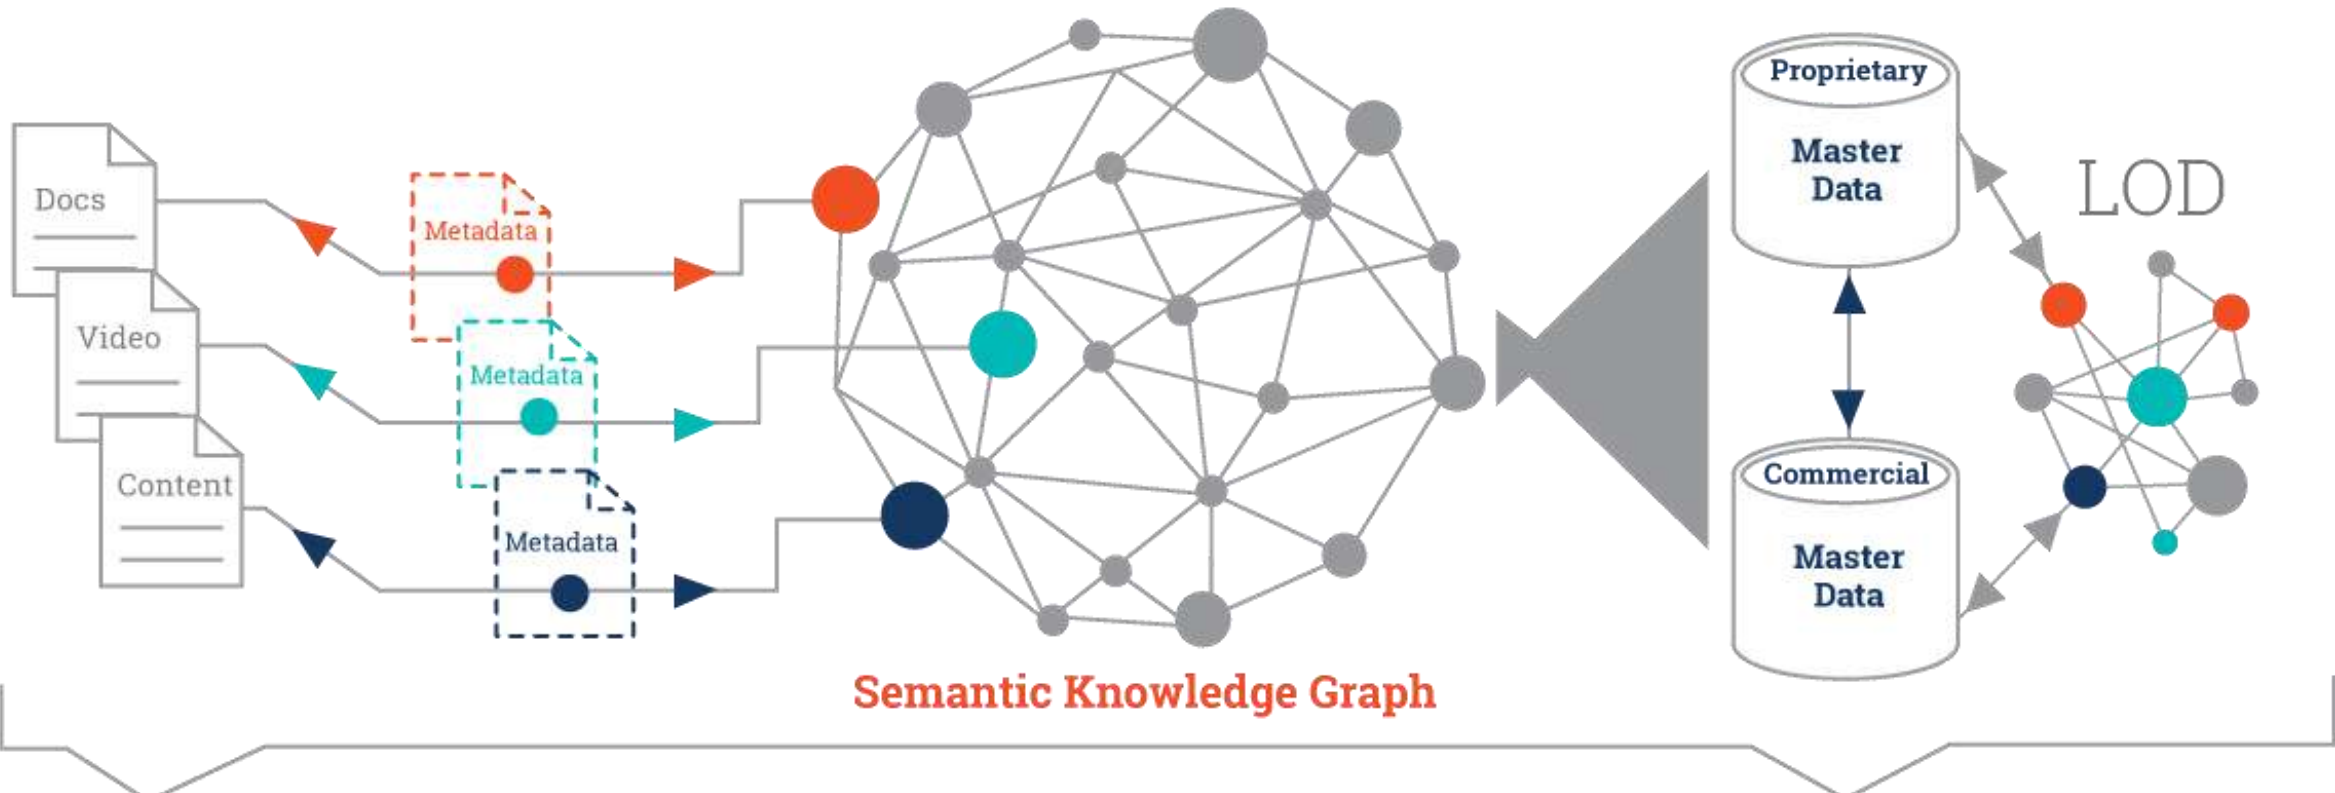 Docs
Video
Content
Metadata
Metadata
Metadata
Semantic Knowledge Graph
Proprietary
Master
Data
Commercial
Master
Data
LOD